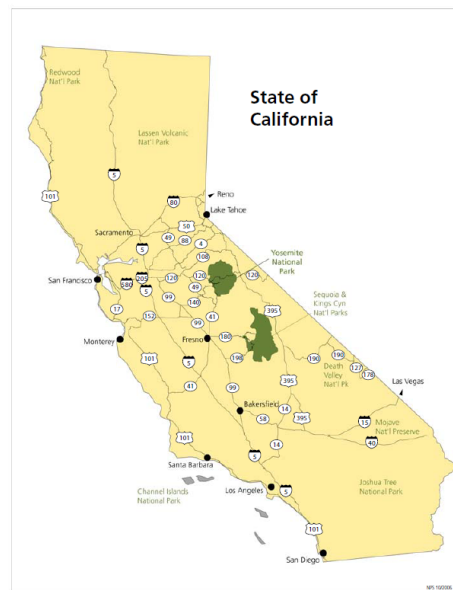 State of
California
Redwood
Nat'l Park
Lassen Volcanic
Nat'l Park
5
101
80
Reno
Lake Tahoe
50
Sacramento
49
88
4
5
108
Yosemite
National
Park
San Francisco
580
205
120
120
120
5
99
49
140
Sequoia &
Kings Cyn
Nat'l Parks
395
17
152
99
41
Monterey
Fresno
180
101
5
198
190
190
Death
Valley
Nat'l Pk
127
178
Las Vegas
41
99
395
Bakersfield
14
395
58
15
Mojave
Nat'l Preserve
40
101
14
5
Santa Barbara
Channel Islands
National Park
Los Angeles
5
Joshua Tree
National Park
101
San Diego